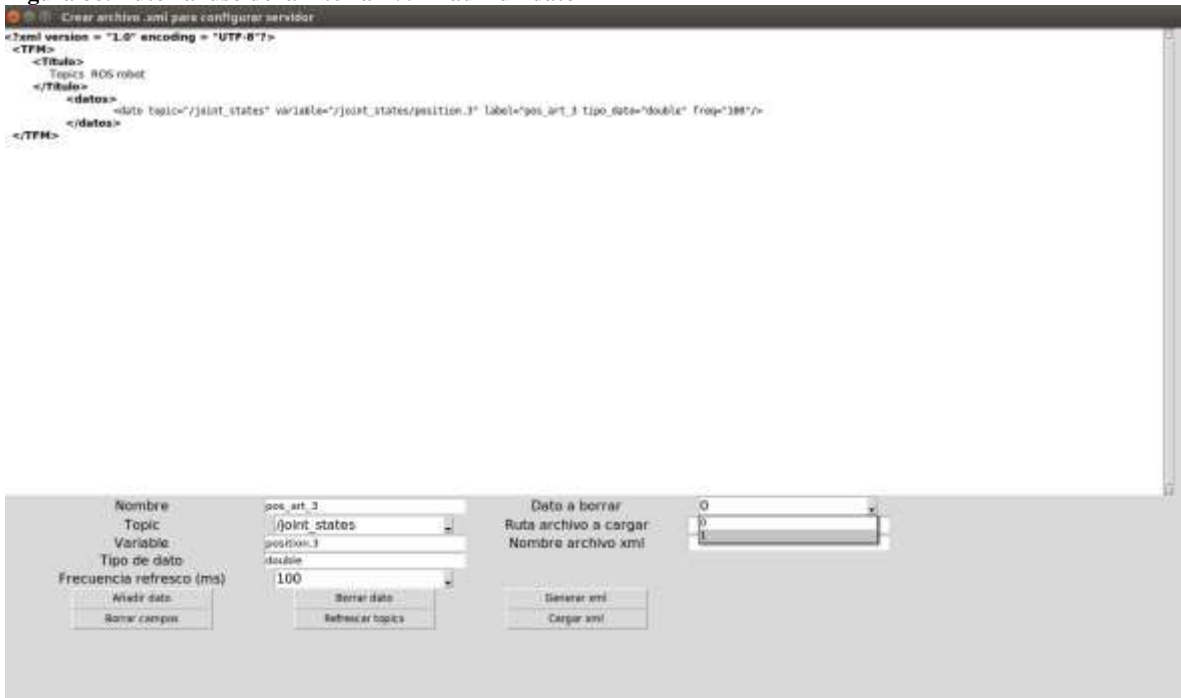 Crear archivo .xml para configurar servidor
<?xml version = "1.0" encoding = "UTF-8"?>
<TFM>
<Titulo>
Topics ROS robot
</Titulo>
<datos>
<dato topic="/joint_states" variable="/joint_states/position.3" label="pos_art_3 tipo_dato="double" freq="100"/>
</datos>
</TFM>
Nombre pos_art_3 Dato a borrar 0
Topic /joint_states Ruta archivo a cargar 0
Variable position.3 Nombre archivo xml 1
Tipo de dato double
Frecuencia refresco (ms) 100
Añadir dato Borrar dato Generar xml
Borrar campos Refrescar topics Cargar xml